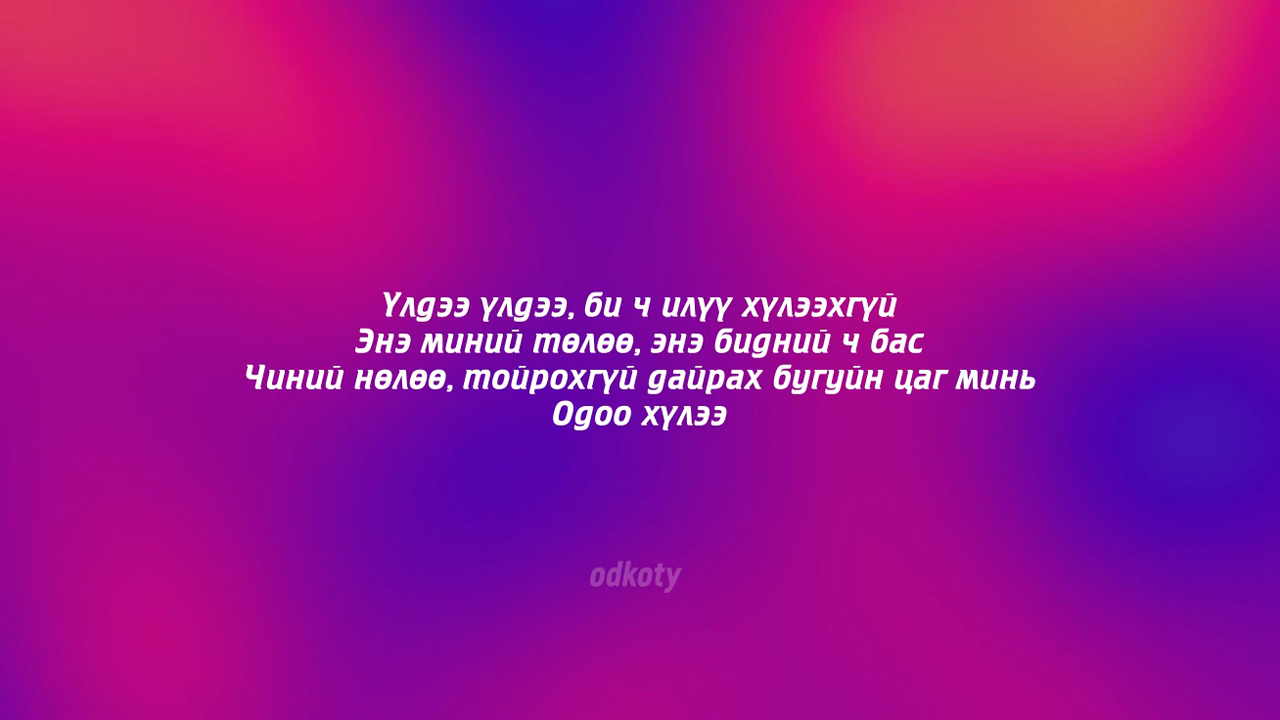 Үлдээ үлдээ, би ч илүү хүлээхгүй
Энэ миний төлөө, энэ бидний ч бас
Чиний нөлөө, тойрохгүй дайрах бугуйн цаг минь
Одоо хүлээ
odkoty